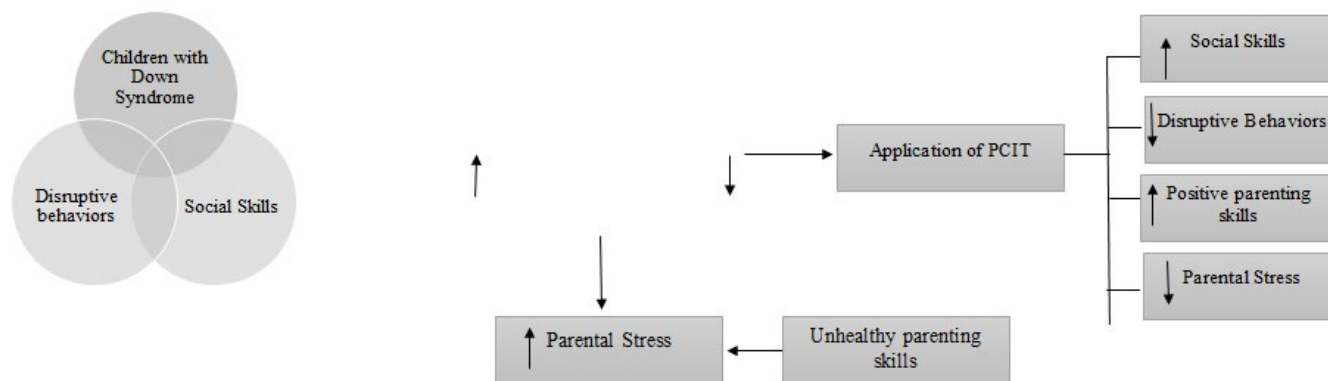 Children with
Down
Syndrome
Disruptive
behaviors
Social Skills
Application of PCIT
Social Skills
Disruptive Behaviors
Positive parenting
skills
Parental Stress
Parental Stress
Unhealthy parenting
skills